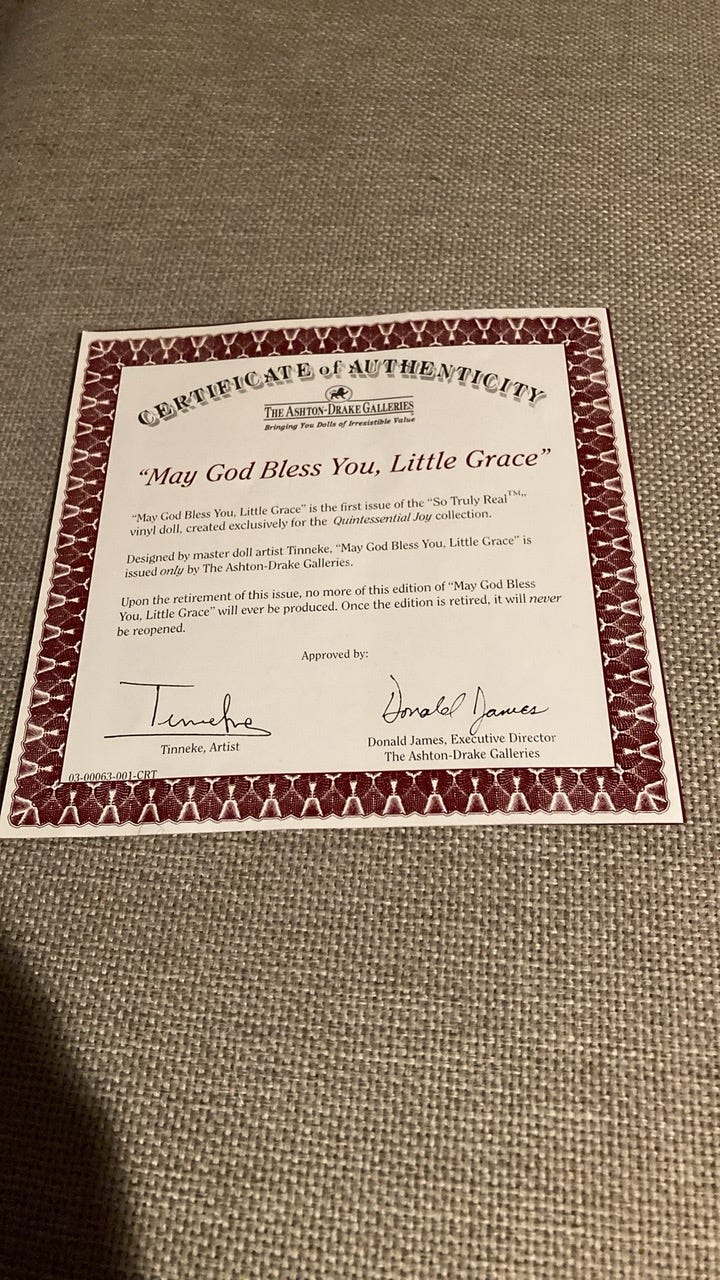 CERTIFICATE of AUTHENTICITY
THE ASHTON-DRAKE GALLERIES
Bringing You Dolls of Irresistible Value
“May God Bless You, Little Grace”
“May God Bless You, Little Grace” is the first issue of the “So Truly Real™”
vinyl doll, created exclusively for the Quintessential Joy collection.
Designed by master doll artist Tinneke, “May God Bless You, Little Grace” is
issued only by The Ashton-Drake Galleries.
Upon the retirement of this issue, no more of this edition of “May God Bless
You, Little Grace” will ever be produced. Once the edition is retired, it will never
be reopened.
Approved by:
Tinneke
Donald James
Tinneke, Artist
Donald James, Executive Director
The Ashton-Drake Galleries
03-00063-001-CRT